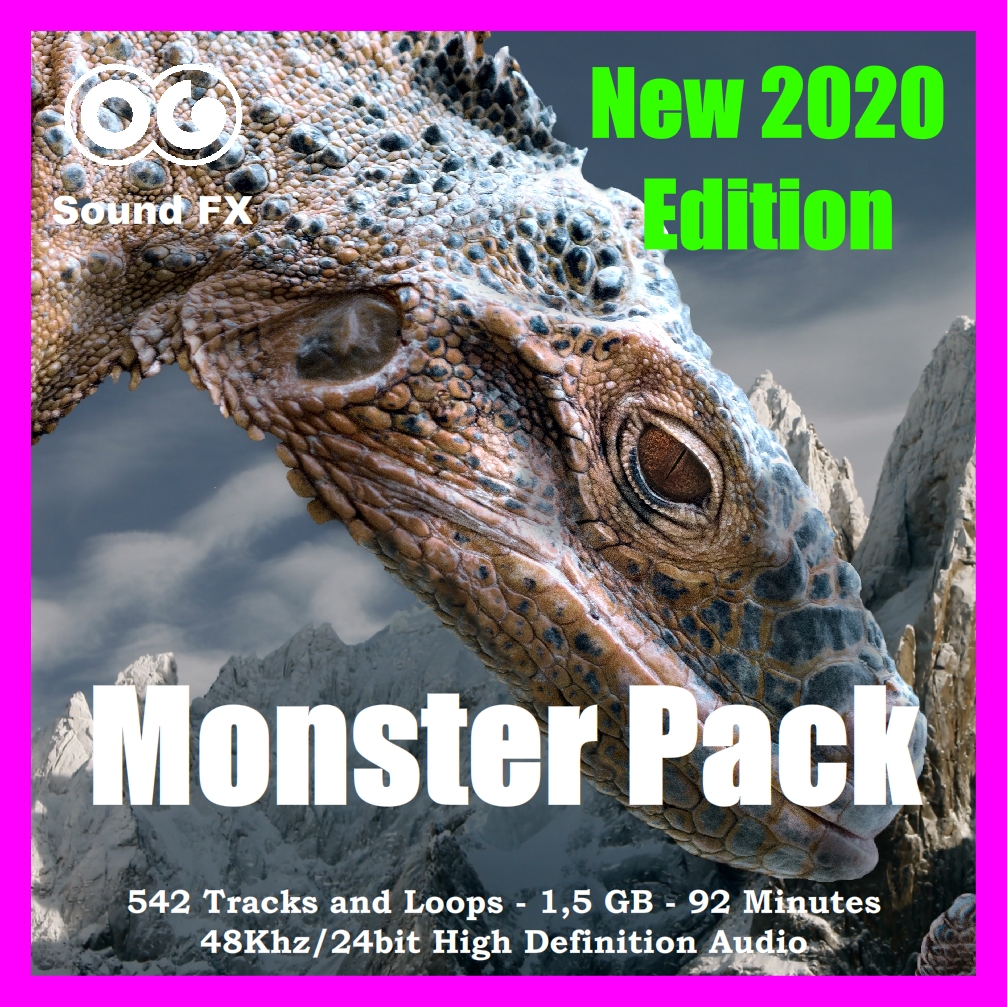 OG
Sound FX
New 2020
Edition
Monster Pack
542 Tracks and Loops - 1,5 GB - 92 Minutes
48Khz/24bit High Definition Audio